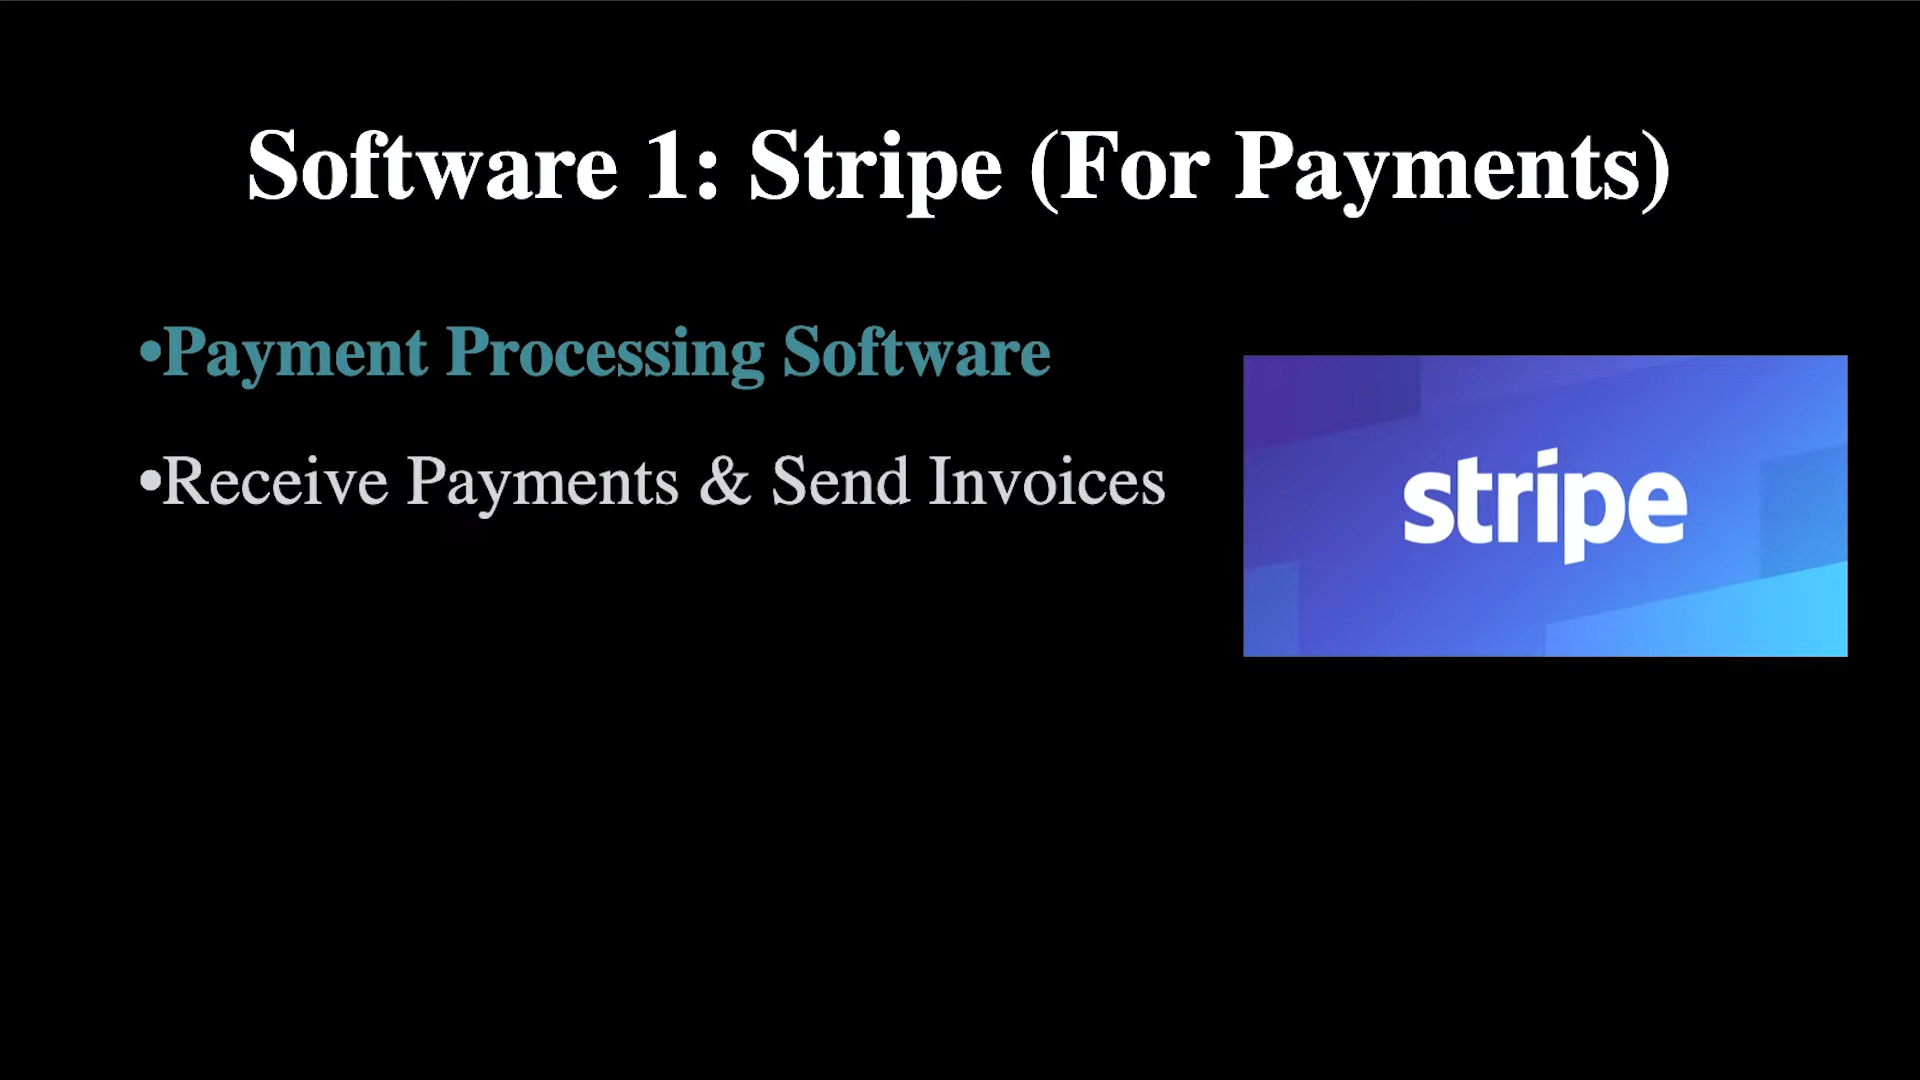 Software 1: Stripe (For Payments)
•Payment Processing Software
•Receive Payments & Send Invoices
stripe